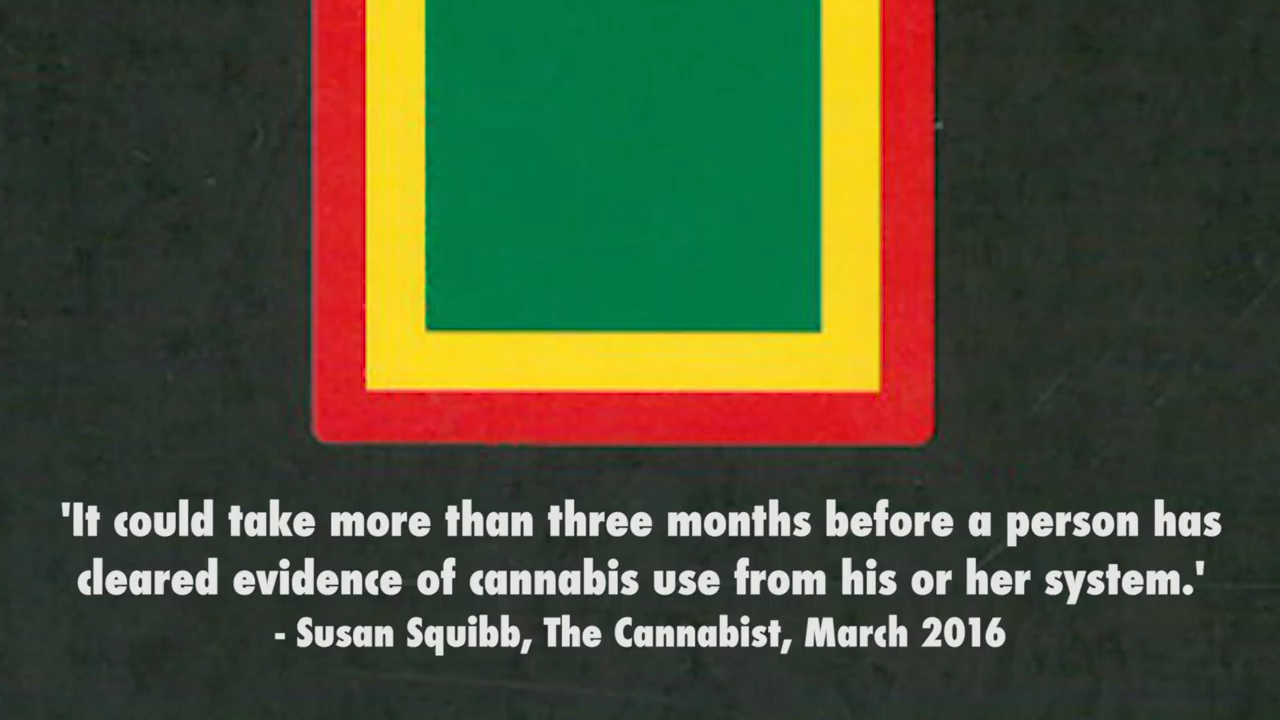 'It could take more than three months before a person has
cleared evidence of cannabis use from his or her system.'
- Susan Squibb, The Cannabist, March 2016